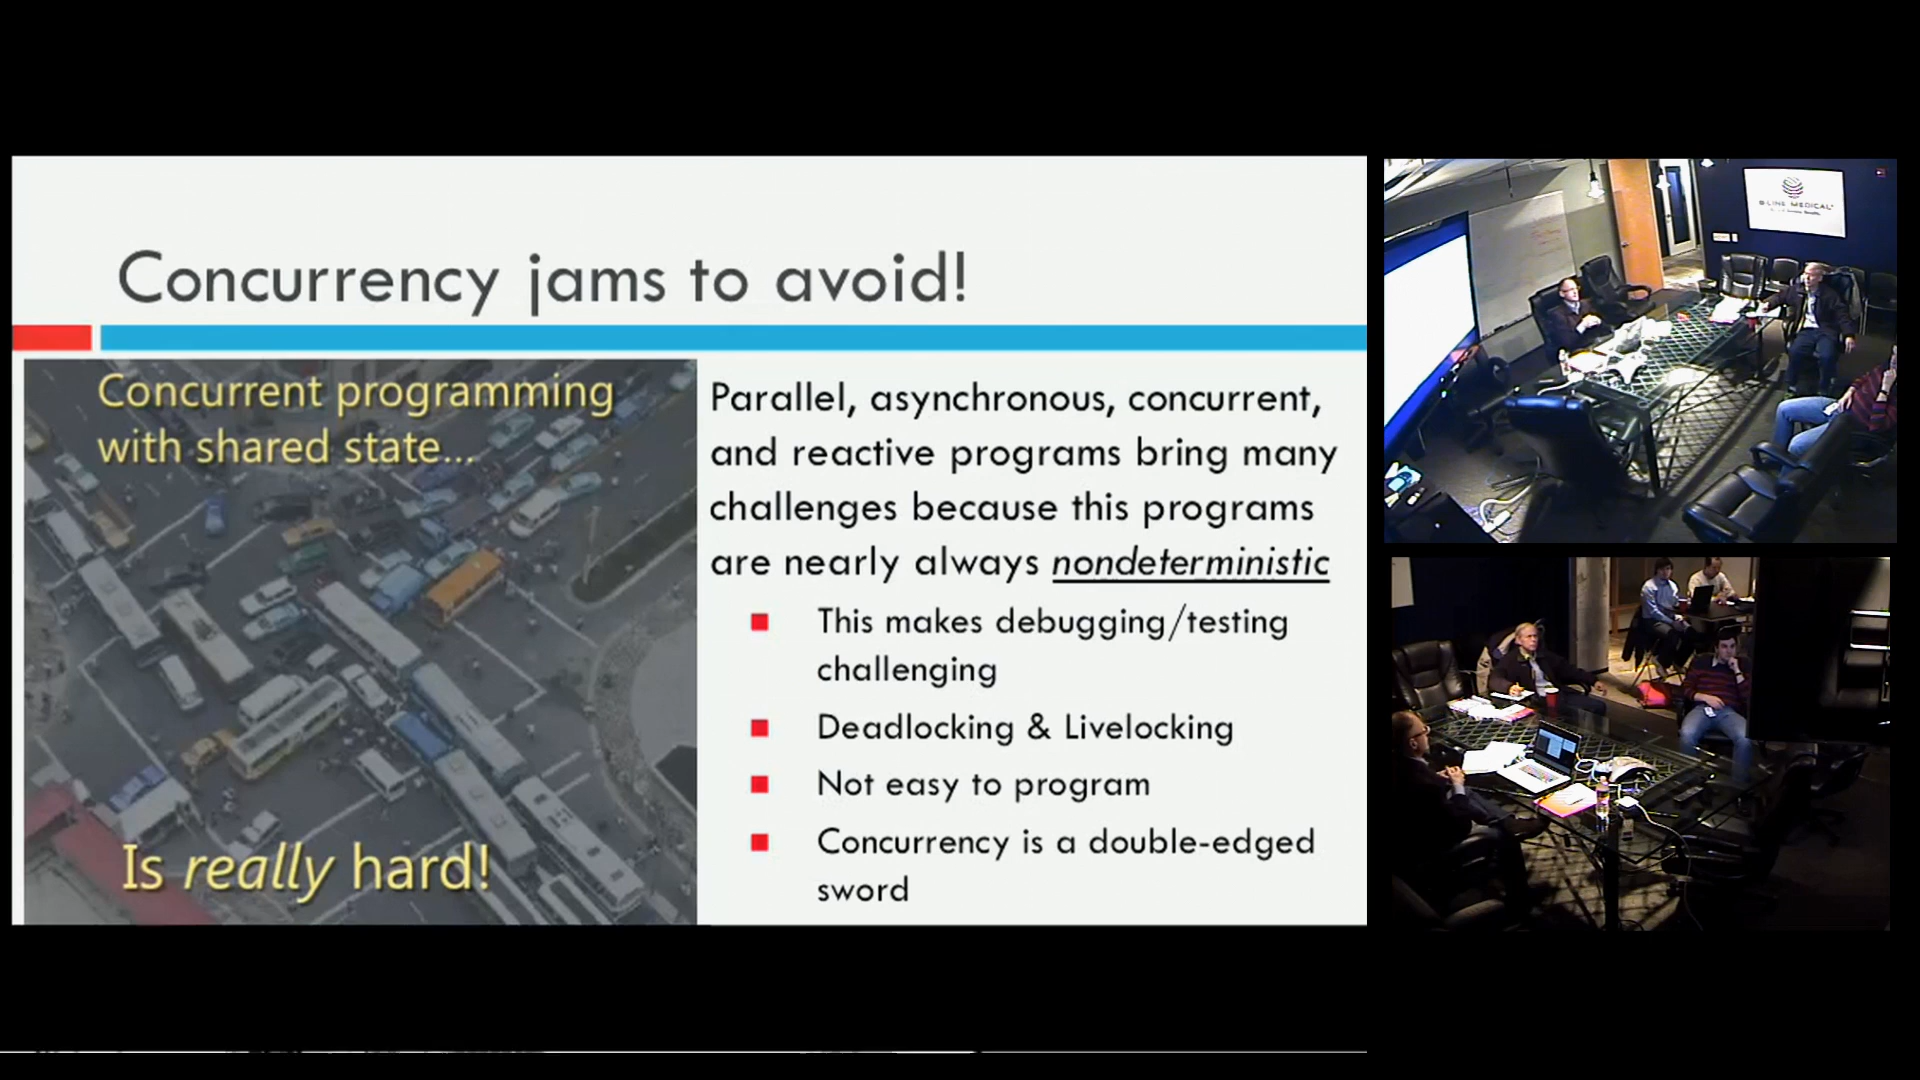 Concurrency jams to avoid!
Concurrent programming
with shared state...
Is really hard!
Parallel, asynchronous, concurrent,
and reactive programs bring many
challenges because this programs
are nearly always nondeterministic
This makes debugging/testing
challenging
Deadlocking & Livelocking
Not easy to program
Concurrency is a double-edged
sword
B-LINE MEDICAL